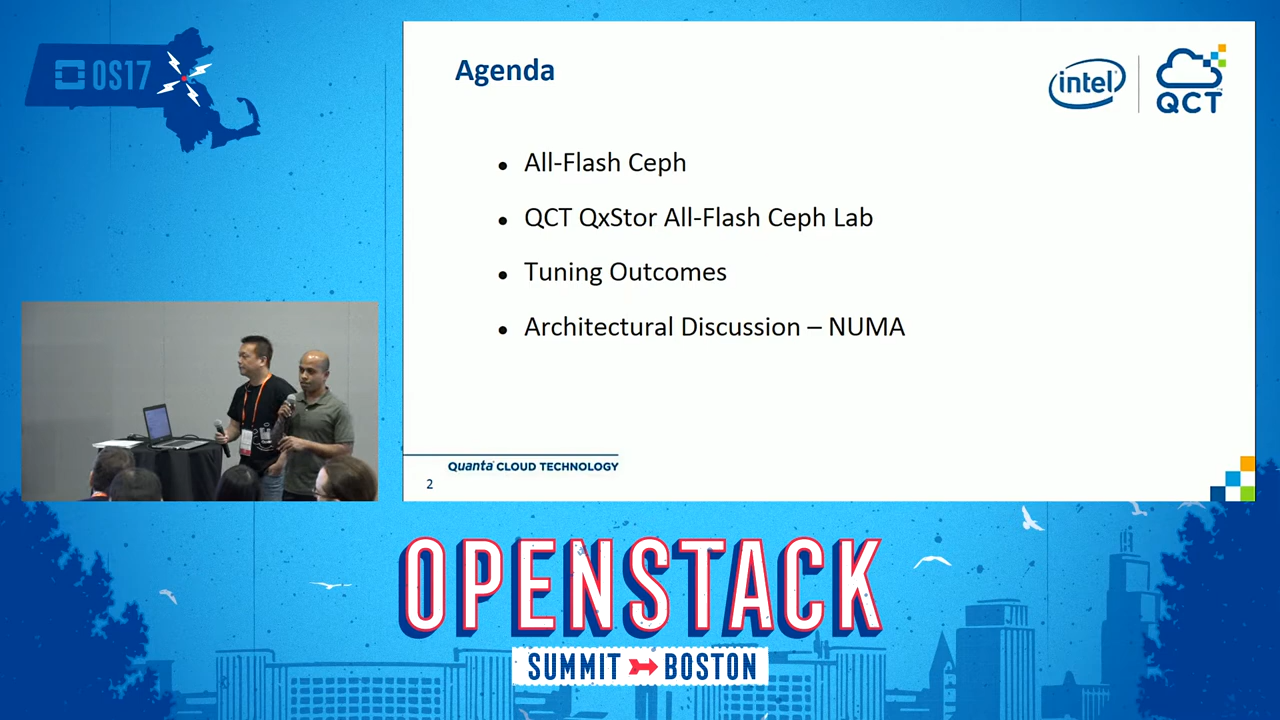 OS17
Agenda
intel
QCT
All-Flash Ceph
QCT QxStor All-Flash Ceph Lab
Tuning Outcomes
Architectural Discussion – NUMA
Quanta CLOUD TECHNOLOGY
2
OPENSTACK
SUMMIT BOSTON